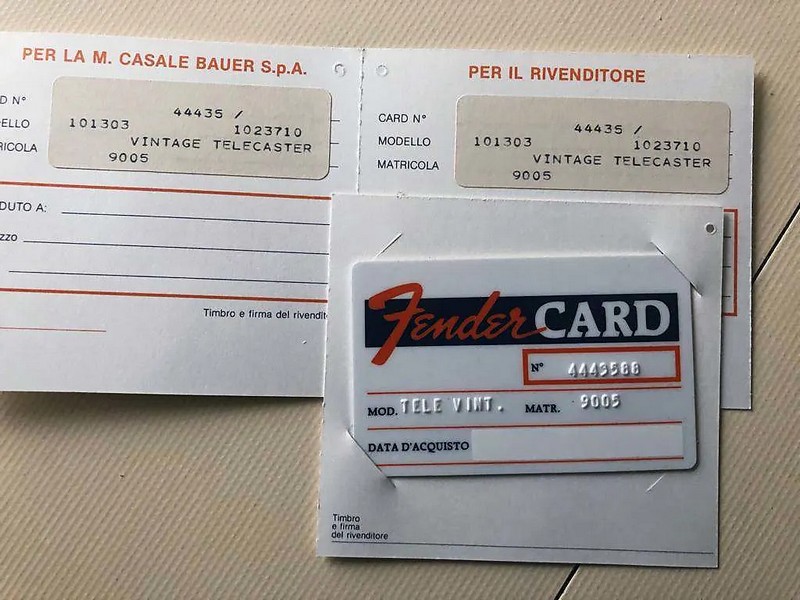 PER LA M. CASALE BAUER S.p.A.
D N°
ELLO
ICOLA
44435 /
101303 1023710
VINTAGE TELECASTER
9005
DUTO A:
zzo
Timbro e firma del rivendit
PER IL RIVENDITORE
CARD N°
MODELLO
MATRICOLA
44435 /
101303 1023710
VINTAGE TELECASTER
9005
Fender CARD
N° 4443588
MOD. TELE VINT. MATR. 9005
DATA D'ACQUISTO
Timbro
e firma
del rivenditore